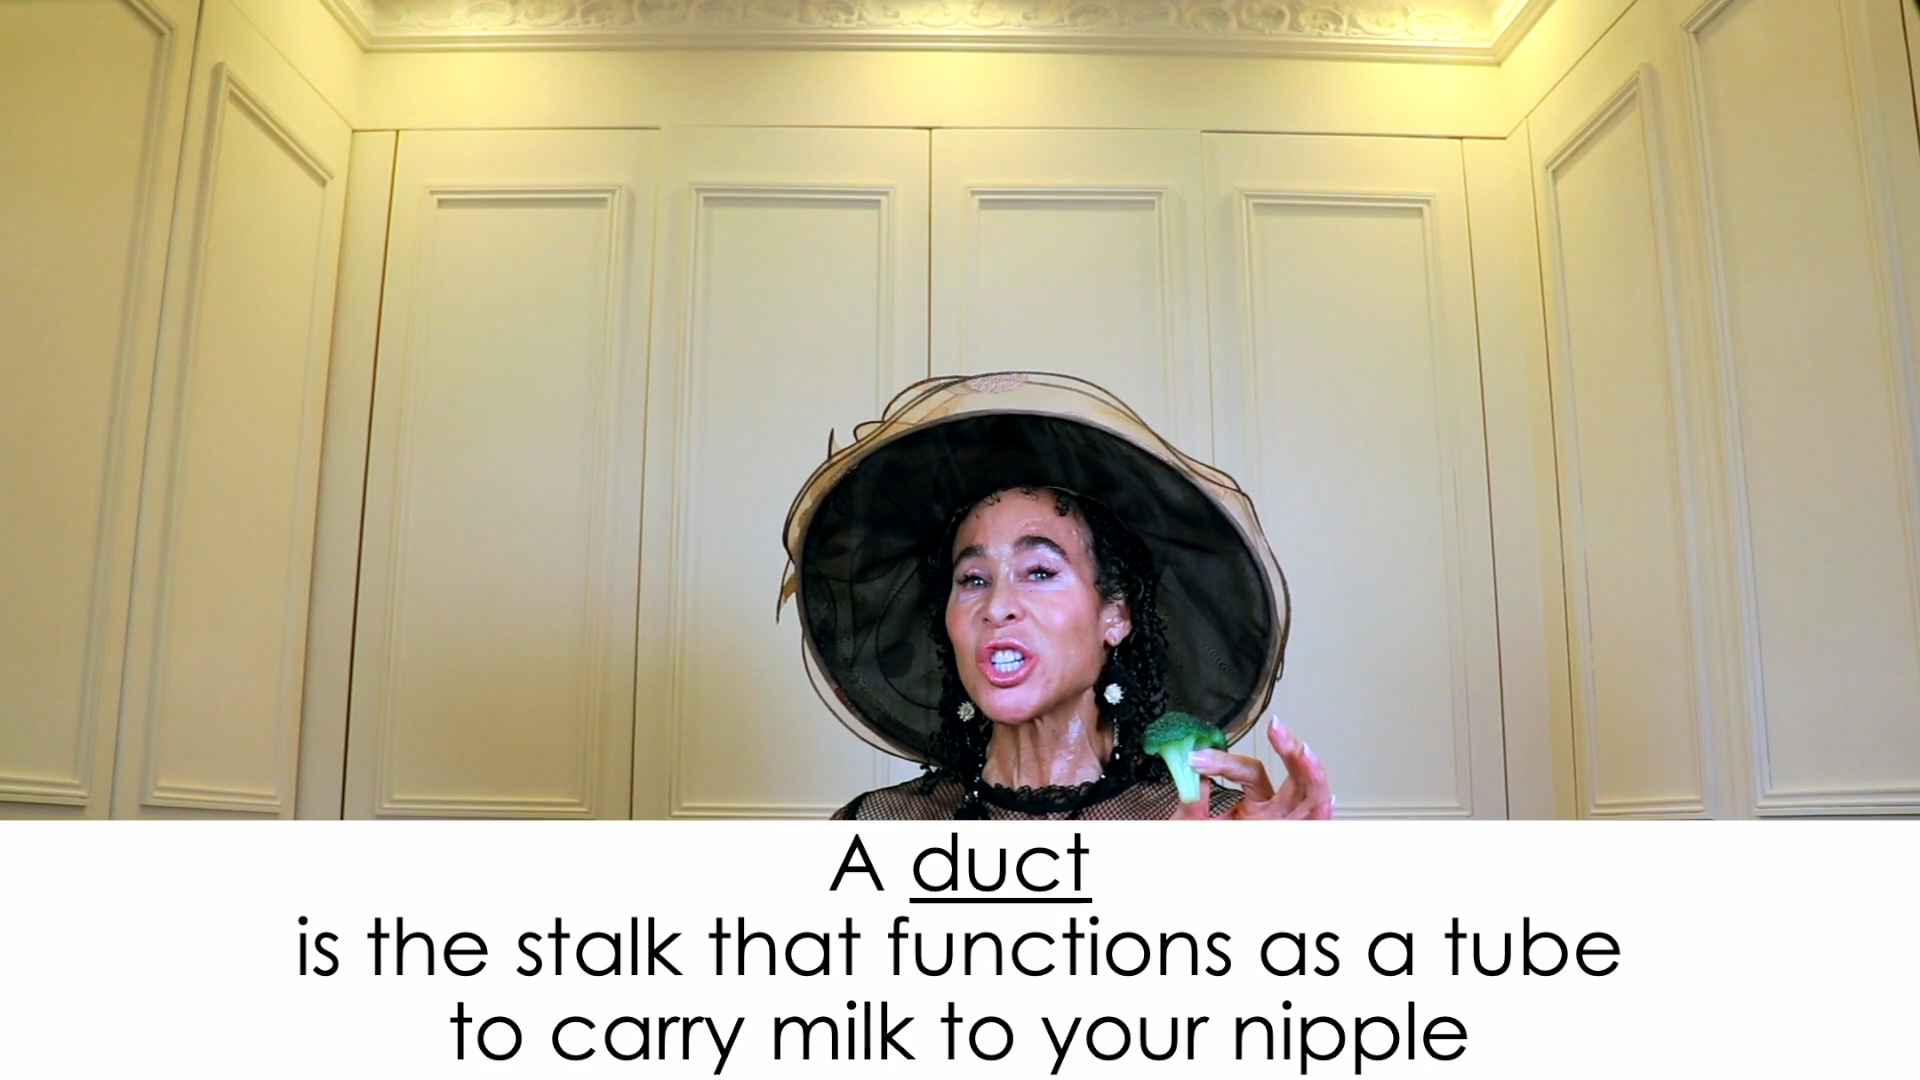 A duct
is the stalk that functions as a tube
to carry milk to your nipple